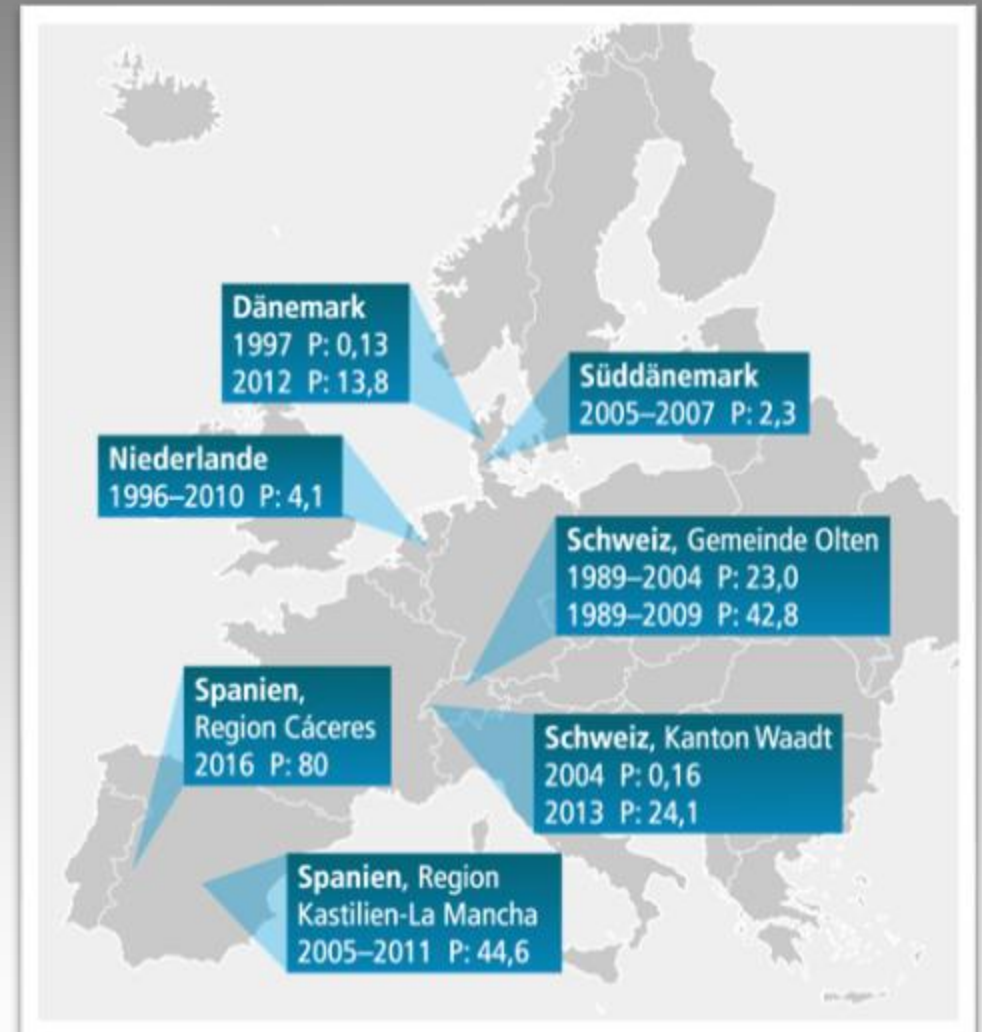 Dänemark
1997 P: 0,13
2012 P: 13,8
Süddänemark
2005–2007 P: 2,3
Niederlande
1996–2010 P: 4,1
Schweiz, Gemeinde Olten
1989–2004 P: 23,0
1989–2009 P: 42,8
Spanien,
Region Cáceres
2016 P: 80
Schweiz, Kanton Waadt
2004 P: 0,16
2013 P: 24,1
Spanien, Region
Kastilien-La Mancha
2005–2011 P: 44,6